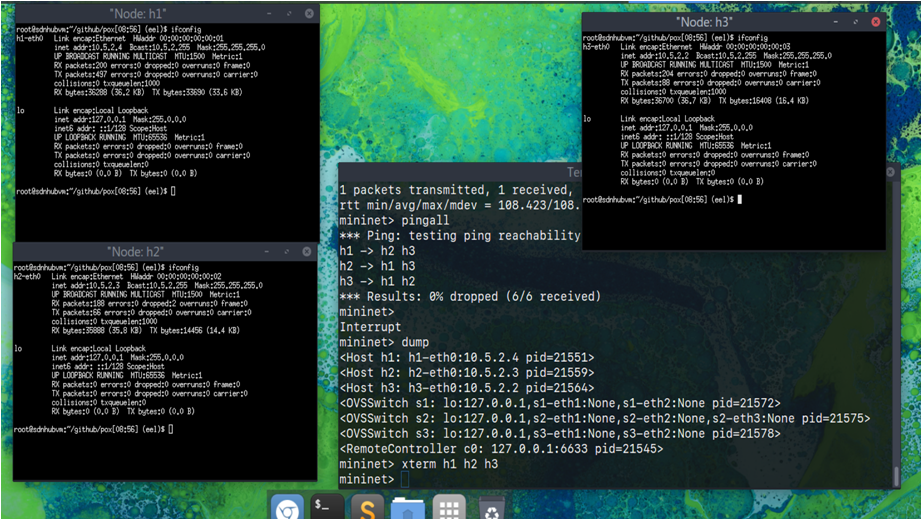 "Node: h1"
root@sdnhubvm:~/github/pox[08:56] (eel)$ ifconfig
h1-eth0 Link encap:Ethernet HWaddr 00:00:00:00:00:01
inet addr:10.5.2.4 Bcast:10.5.2.255 Mask:255.255.255.0
UP BROADCAST RUNNING MULTICAST MTU:1500 Metric:1
RX packets:200 errors:0 dropped:0 overruns:0 frame:0
TX packets:497 errors:0 dropped:0 overruns:0 carrier:0
collisions:0 txqueuelen:1000
RX bytes:36288 (36.2 KB) TX bytes:33690 (33.6 KB)
lo Link encap:Local Loopback
inet addr:127.0.0.1 Mask:255.0.0.0
inet6 addr: ::1/128 Scope:Host
UP LOOPBACK RUNNING MTU:65536 Metric:1
RX packets:0 errors:0 dropped:0 overruns:0 frame:0
TX packets:0 errors:0 dropped:0 overruns:0 carrier:0
collisions:0 txqueuelen:0
RX bytes:0 (0.0 B) TX bytes:0 (0.0 B)
root@sdnhubvm:~/github/pox[08:56] (eel)$
"Node: h3"
root@sdnhubvm:~/github/pox[08:56] (eel)$ ifconfig
h3-eth0 Link encap:Ethernet HWaddr 00:00:00:00:00:03
inet addr:10.5.2.2 Bcast:10.5.2.255 Mask:255.255.255.0
UP BROADCAST RUNNING MULTICAST MTU:1500 Metric:1
RX packets:204 errors:0 dropped:0 overruns:0 frame:0
TX packets:88 errors:0 dropped:0 overruns:0 carrier:0
collisions:0 txqueuelen:1000
RX bytes:36700 (36.7 KB) TX bytes:16408 (16.4 KB)
lo Link encap:Local Loopback
inet addr:127.0.0.1 Mask:255.0.0.0
inet6 addr: ::1/128 Scope:Host
UP LOOPBACK RUNNING MTU:65536 Metric:1
RX packets:0 errors:0 dropped:0 overruns:0 frame:0
TX packets:0 errors:0 dropped:0 overruns:0 carrier:0
collisions:0 txqueuelen:0
RX bytes:0 (0.0 B) TX bytes:0 (0.0 B)
root@sdnhubvm:~/github/pox[08:56] (eel)$
"Node: h2"
root@sdnhubvm:~/github/pox[08:56] (eel)$ ifconfig
h2-eth0 Link encap:Ethernet HWaddr 00:00:00:00:00:02
inet addr:10.5.2.3 Bcast:10.5.2.255 Mask:255.255.255.0
UP BROADCAST RUNNING MULTICAST MTU:1500 Metric:1
RX packets:188 errors:0 dropped:2 overruns:0 frame:0
TX packets:66 errors:0 dropped:0 overruns:0 carrier:0
collisions:0 txqueuelen:1000
RX bytes:35888 (35.8 KB) TX bytes:14456 (14.4 KB)
lo Link encap:Local Loopback
inet addr:127.0.0.1 Mask:255.0.0.0
inet6 addr: ::1/128 Scope:Host
UP LOOPBACK RUNNING MTU:65536 Metric:1
RX packets:0 errors:0 dropped:0 overruns:0 frame:0
TX packets:0 errors:0 dropped:0 overruns:0 carrier:0
collisions:0 txqueuelen:0
RX bytes:0 (0.0 B) TX bytes:0 (0.0 B)
root@sdnhubvm:~/github/pox[08:56] (eel)$
Te
1 packets transmitted, 1 received,
rtt min/avg/max/mdev = 108.423/108.
mininet> pingall
*** Ping: testing ping reachability
h1 -> h2 h3
h2 -> h1 h3
h3 -> h1 h2
*** Results: 0% dropped (6/6 received)
mininet>
Interrupt
mininet> dump
<Host h1: h1-eth0:10.5.2.4 pid=21551>
<Host h2: h2-eth0:10.5.2.3 pid=21559>
<Host h3: h3-eth0:10.5.2.2 pid=21564>
<OVSSwitch s1: lo:127.0.0.1,s1-eth1:None,s1-eth2:None pid=21572>
<OVSSwitch s2: lo:127.0.0.1,s2-eth1:None,s2-eth2:None,s2-eth3:None pid=21575>
<OVSSwitch s3: lo:127.0.0.1,s3-eth1:None,s3-eth2:None pid=21578>
<RemoteController c0: 127.0.0.1:6633 pid=21545>
mininet> xterm h1 h2 h3
mininet>